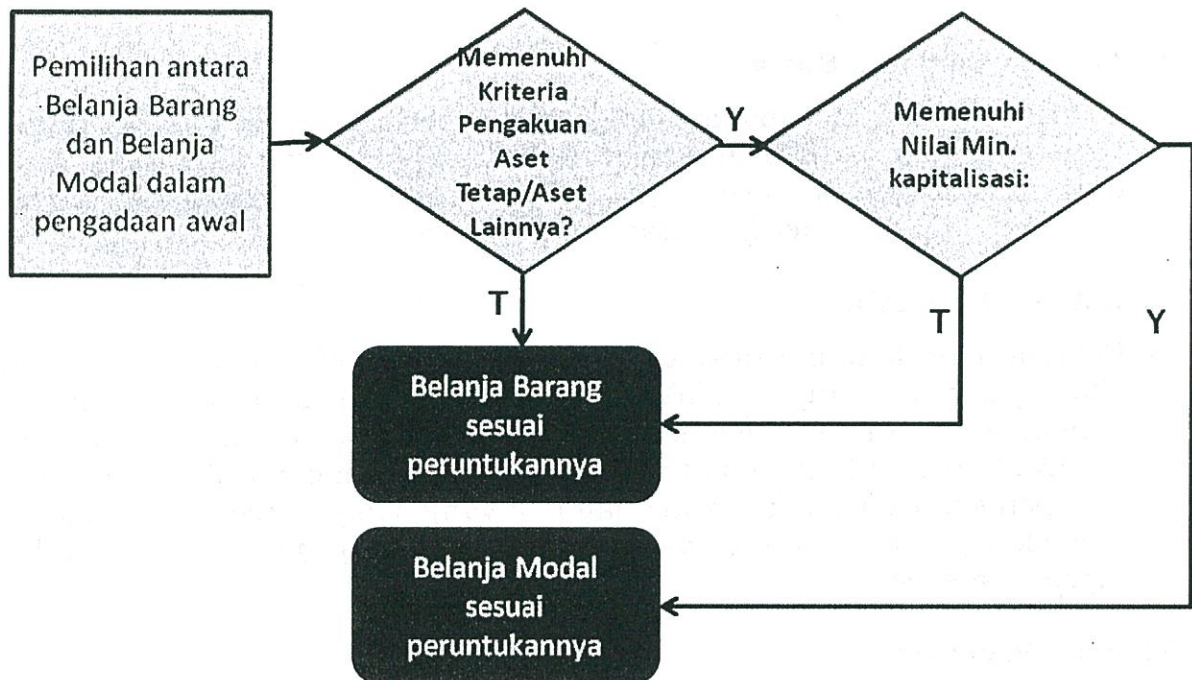 Pemilihan antara
Belanja Barang
dan Belanja
Modal dalam
pengadaan awal
Memenuhi
Kriteria
Pengakuan
Aset
Tetap/Aset
Lainnya?
Y
Memenuhi
Nilai Min.
kapitalisasi:
T
T
Y
Belanja Barang
sesuai
peruntukannya
Belanja Modal
sesuai
peruntukannya